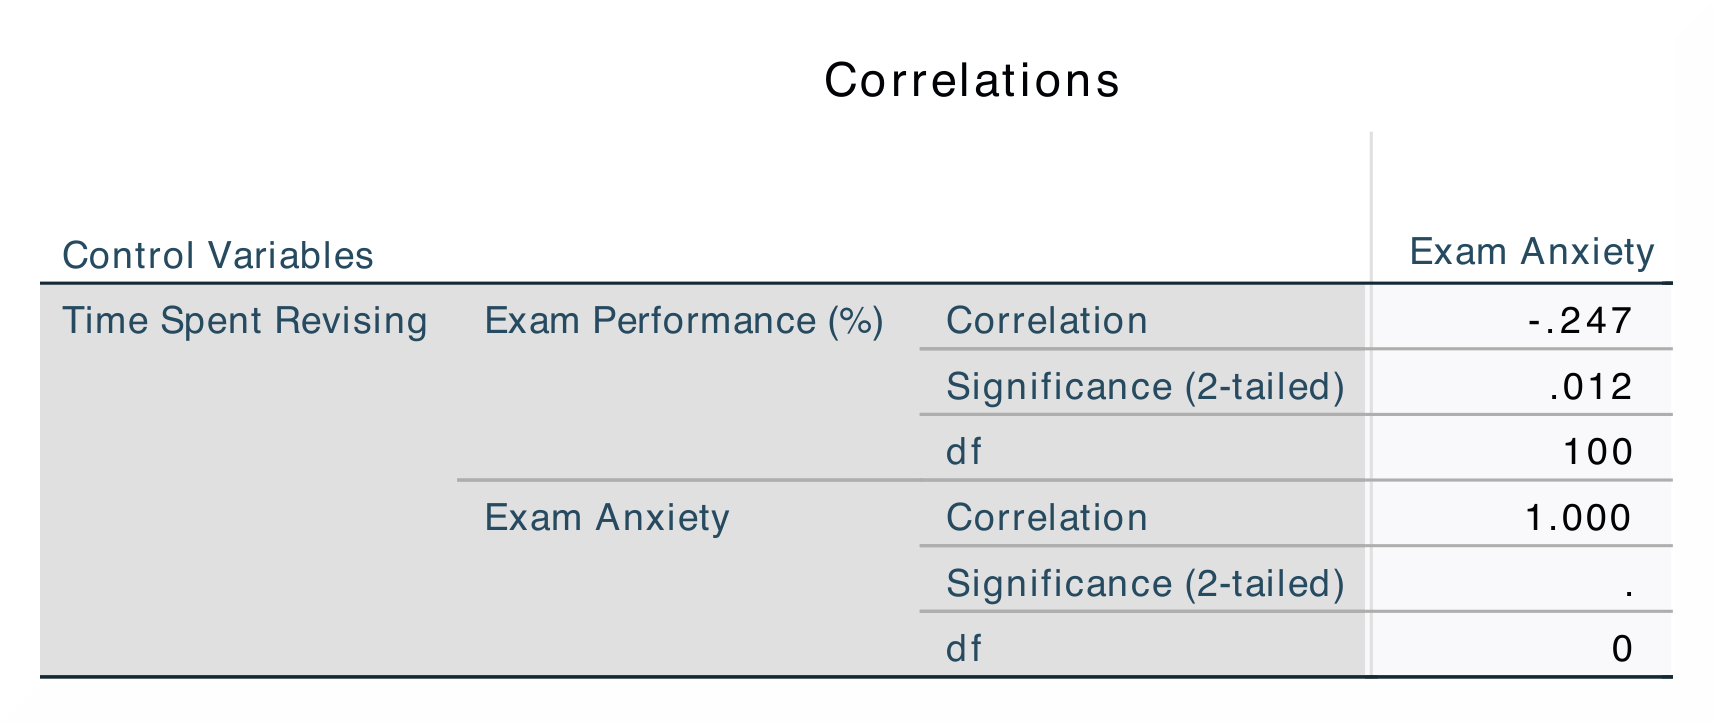 Correlations
Control Variables Exam Anxiety
Time Spent Revising Exam Performance (%) Correlation -.247
Significance (2-tailed) .012
df 100
Exam Anxiety Correlation 1.000
Significance (2-tailed) .
df 0